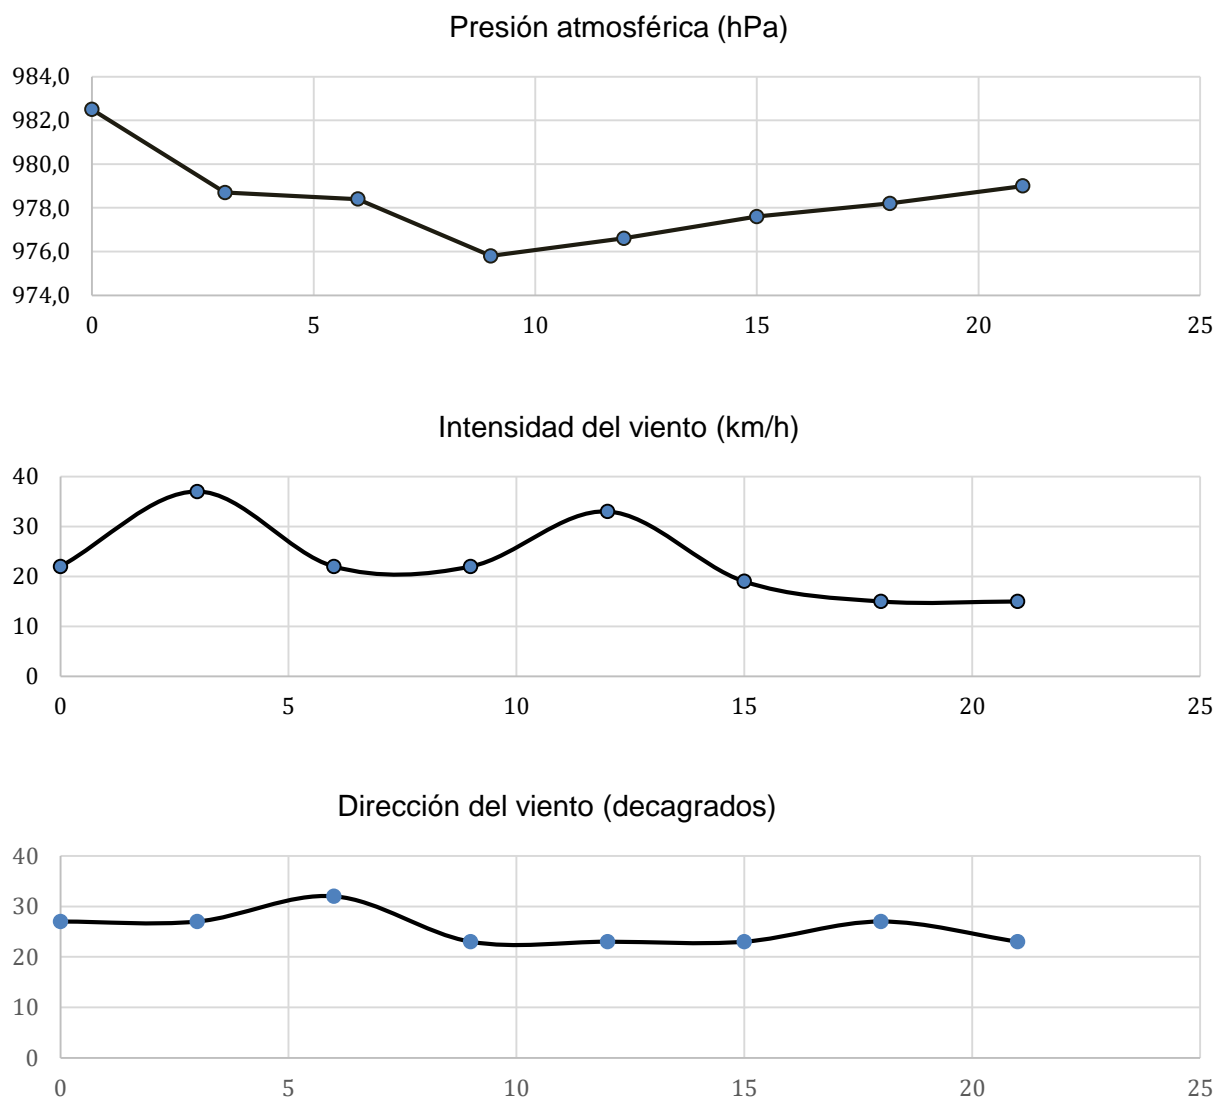 Presión atmosférica (hPa)
984,0
982,0
980,0
978,0
976,0
974,0
0 5 10 15 20 25
Intensidad del viento (km/h)
40
30
20
10
0
0 5 10 15 20 25
Dirección del viento (decagrados)
40
30
20
10
0
0 5 10 15 20 25